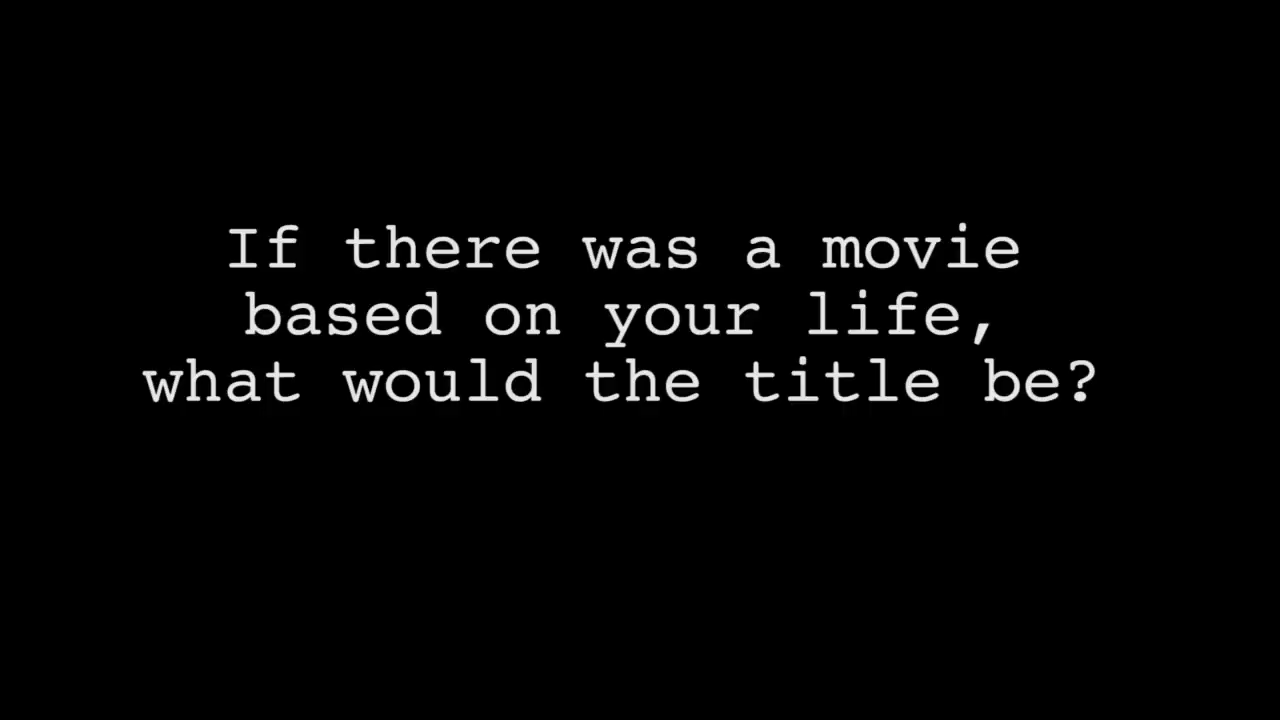 If there was a movie
based on your life,
what would the title be?